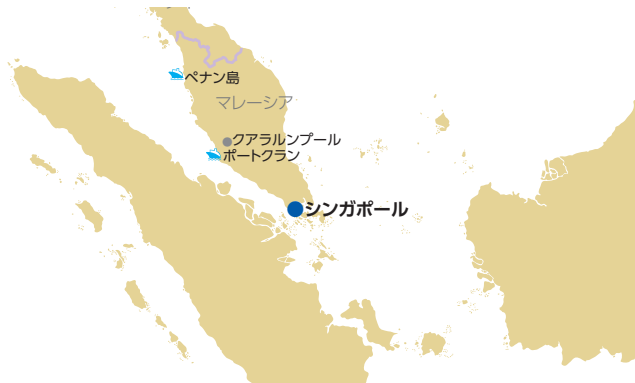 ペナン島
マレーシア
クアラルンプール
ポートクラン
シンガポール